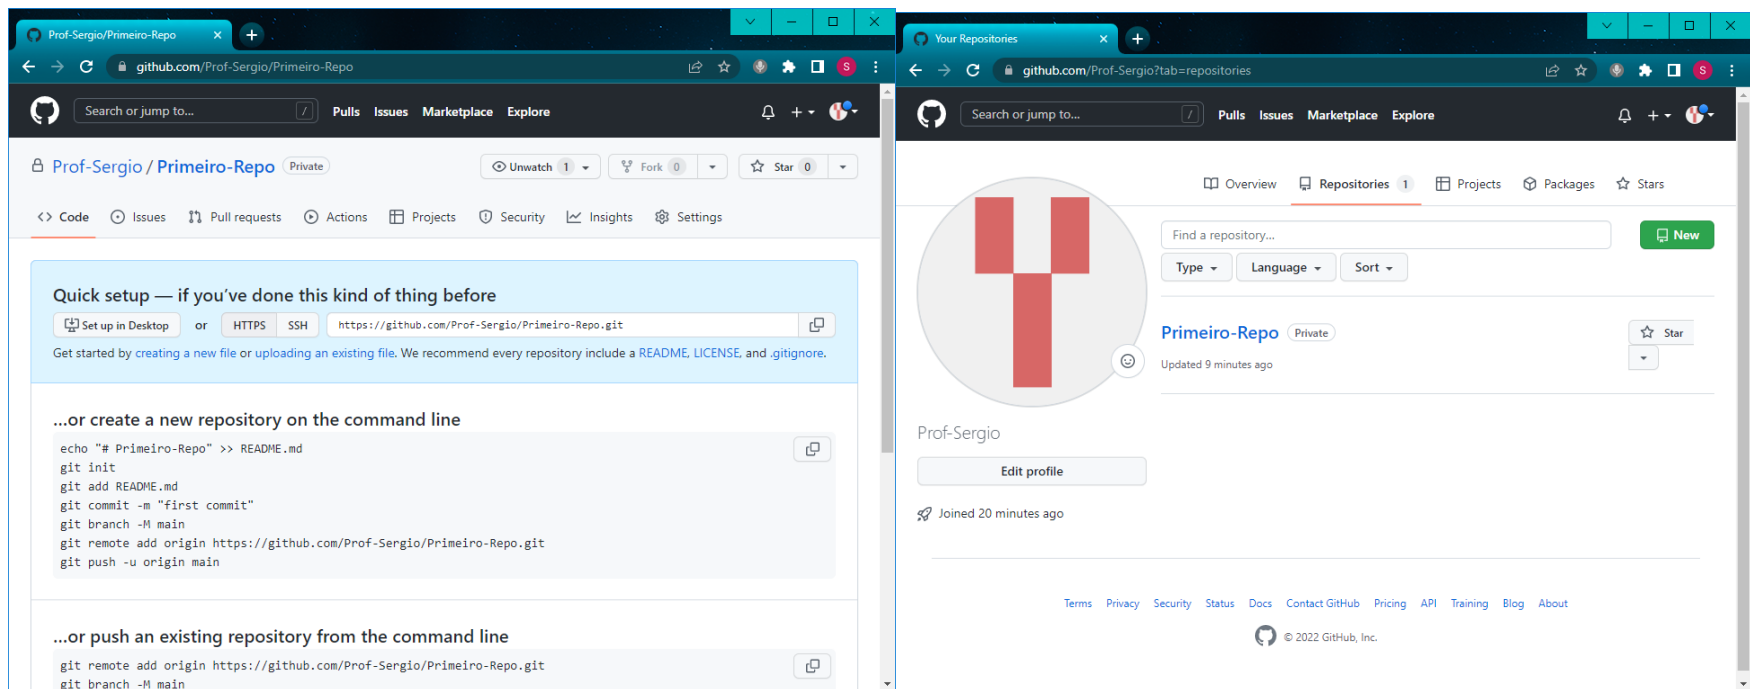 Prof-Sergio/Primeiro-Repo
github.com/Prof-Sergio/Primeiro-Repo
S
Search or jump to... /
Pulls Issues Marketplace Explore
Prof-Sergio / Primeiro-Repo Private
Unwatch 1 Fork 0 Star 0
Code Issues Pull requests Actions Projects Security Insights Settings
Quick setup — if you’ve done this kind of thing before
Set up in Desktop or HTTPS SSH https://github.com/Prof-Sergio/Primeiro-Repo.git
Get started by creating a new file or uploading an existing file. We recommend every repository include a README, LICENSE, and .gitignore.
…or create a new repository on the command line
echo "# Primeiro-Repo" >> README.md
git init
git add README.md
git commit -m "first commit"
git branch -M main
git remote add origin https://github.com/Prof-Sergio/Primeiro-Repo.git
git push -u origin main
…or push an existing repository from the command line
git remote add origin https://github.com/Prof-Sergio/Primeiro-Repo.git
git branch -M main
Your Repositories
github.com/Prof-Sergio?tab=repositories
S
Search or jump to... /
Pulls Issues Marketplace Explore
Overview Repositories 1 Projects Packages Stars
Find a repository...
New
Type Language Sort
Primeiro-Repo Private
Star
Updated 9 minutes ago
Prof-Sergio
Edit profile
Joined 20 minutes ago
Terms Privacy Security Status Docs Contact GitHub Pricing API Training Blog About
© 2022 GitHub, Inc.